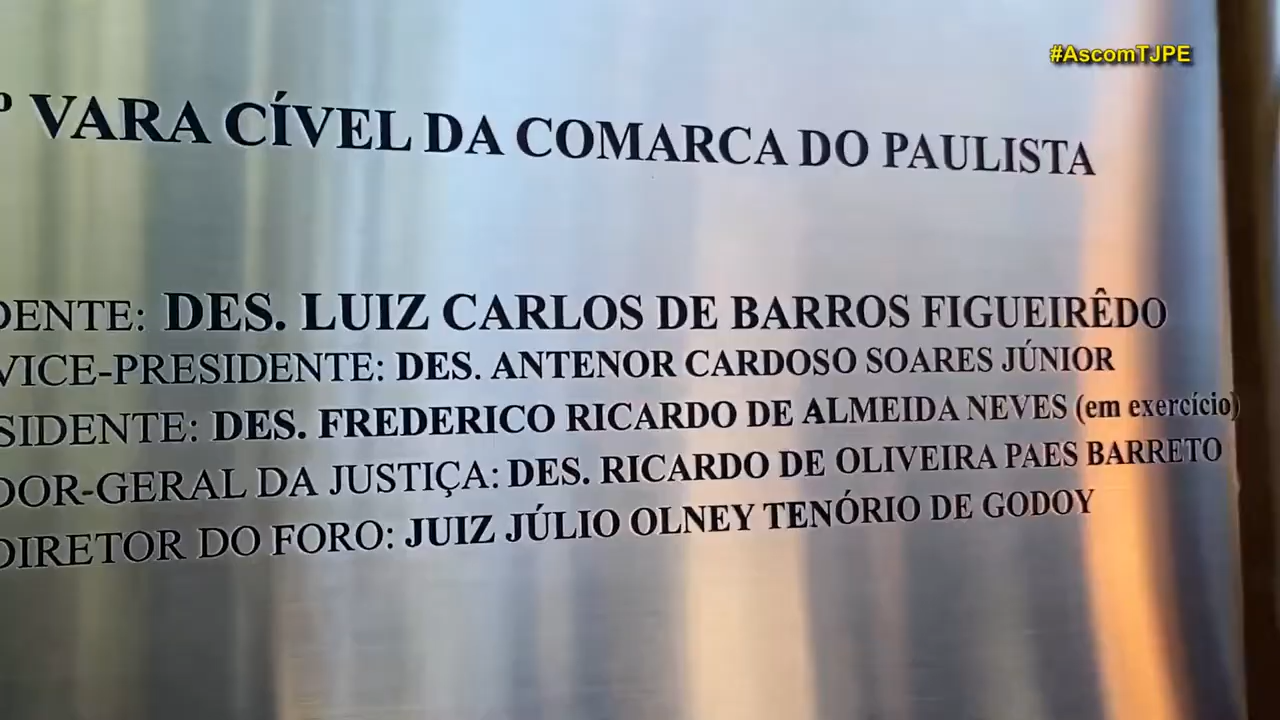 #AscomTJPE
º VARA CÍVEL DA COMARCA DO PAULISTA
DENTE: DES. LUIZ CARLOS DE BARROS FIGUEIRÊDO
VICE-PRESIDENTE: DES. ANTENOR CARDOSO SOARES JÚNIOR
SIDENTE: DES. FREDERICO RICARDO DE ALMEIDA NEVES (em exercício)
DOR-GERAL DA JUSTIÇA: DES. RICARDO DE OLIVEIRA PAES BARRETO
DIRETOR DO FORO: JUIZ JÚLIO OLNEY TENÓRIO DE GODOY